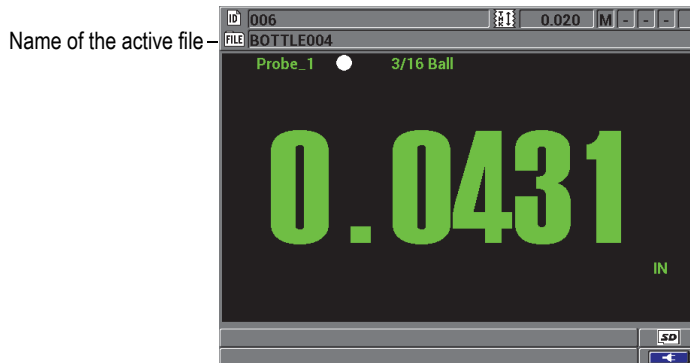 ID 006 0.020 M - - -
Name of the active file
FILE BOTTLE004
Probe_1 3/16 Ball
0.0431
IN
SD